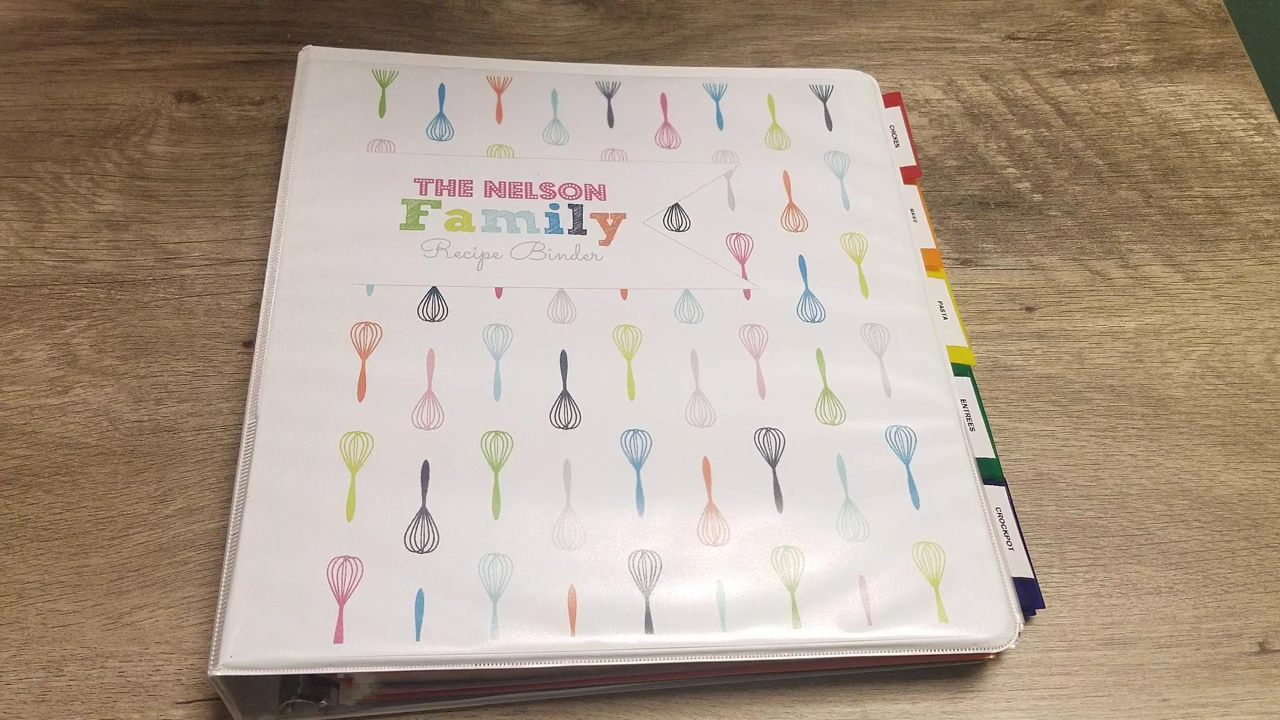 THE NELSON
Family
Recipe Binder
CHICKEN
BEEF
PASTA
ENTREES
CROCKPOT